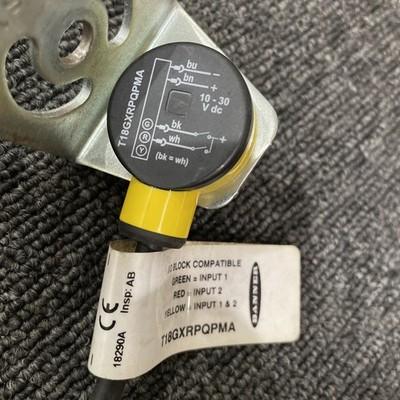 bu −
bn +
10 - 30
V dc
T18GXRPQPMA
G
R
Y
bk +
wh
(bk = wh)
I/O BLOCK COMPATIBLE
GREEN = INPUT 1
RED = INPUT 2
YELLOW = INPUT 1 & 2
T18GXRPQPMA
BANNER
CE
Insp: AB
18290A